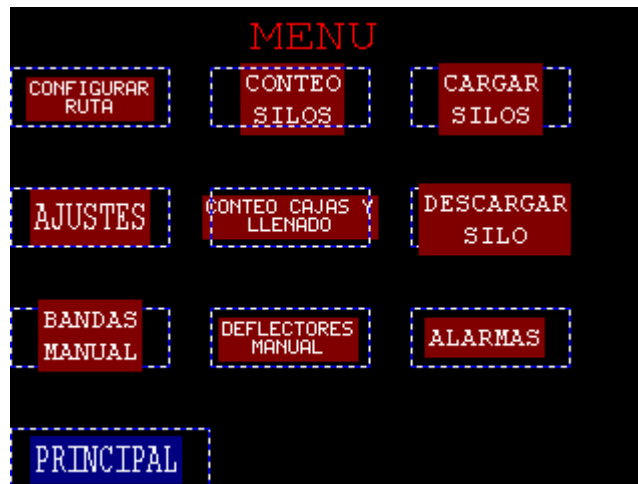 MENU
CONFIGURAR
RUTA
CONTEO
SILOS
CARGAR
SILOS
AJUSTES
CONTEO CAJAS Y
LLENADO
DESCARGAR
SILO
BANDAS
MANUAL
DEFLECTORES
MANUAL
ALARMAS
PRINCIPAL